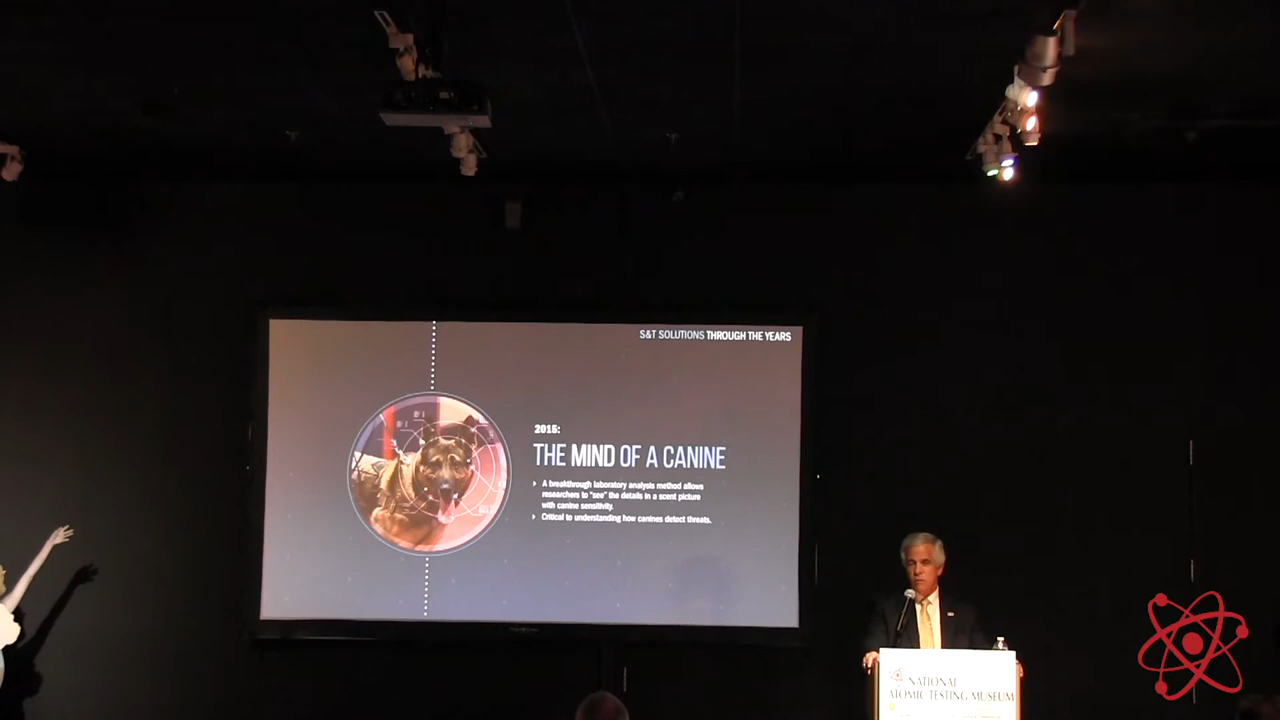 S&T SOLUTIONS THROUGH THE YEARS
2015:
THE MIND OF A CANINE
A breakthrough laboratory analysis method allows
researchers to "see" the details in a scent picture
with canine sensitivity.
Critical to understanding how canines detect threats.
NATIONAL
ATOMIC TESTING MUSEUM